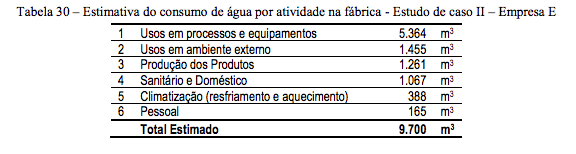 Tabela 30 – Estimativa do consumo de água por atividade na fábrica - Estudo de caso II – Empresa E
1 Usos em processos e equipamentos 5.364 m³
2 Usos em ambiente externo 1.455 m³
3 Produção dos Produtos 1.261 m³
4 Sanitário e Doméstico 1.067 m³
5 Climatização (resfriamento e aquecimento) 388 m³
6 Pessoal 165 m³
Total Estimado 9.700 m³